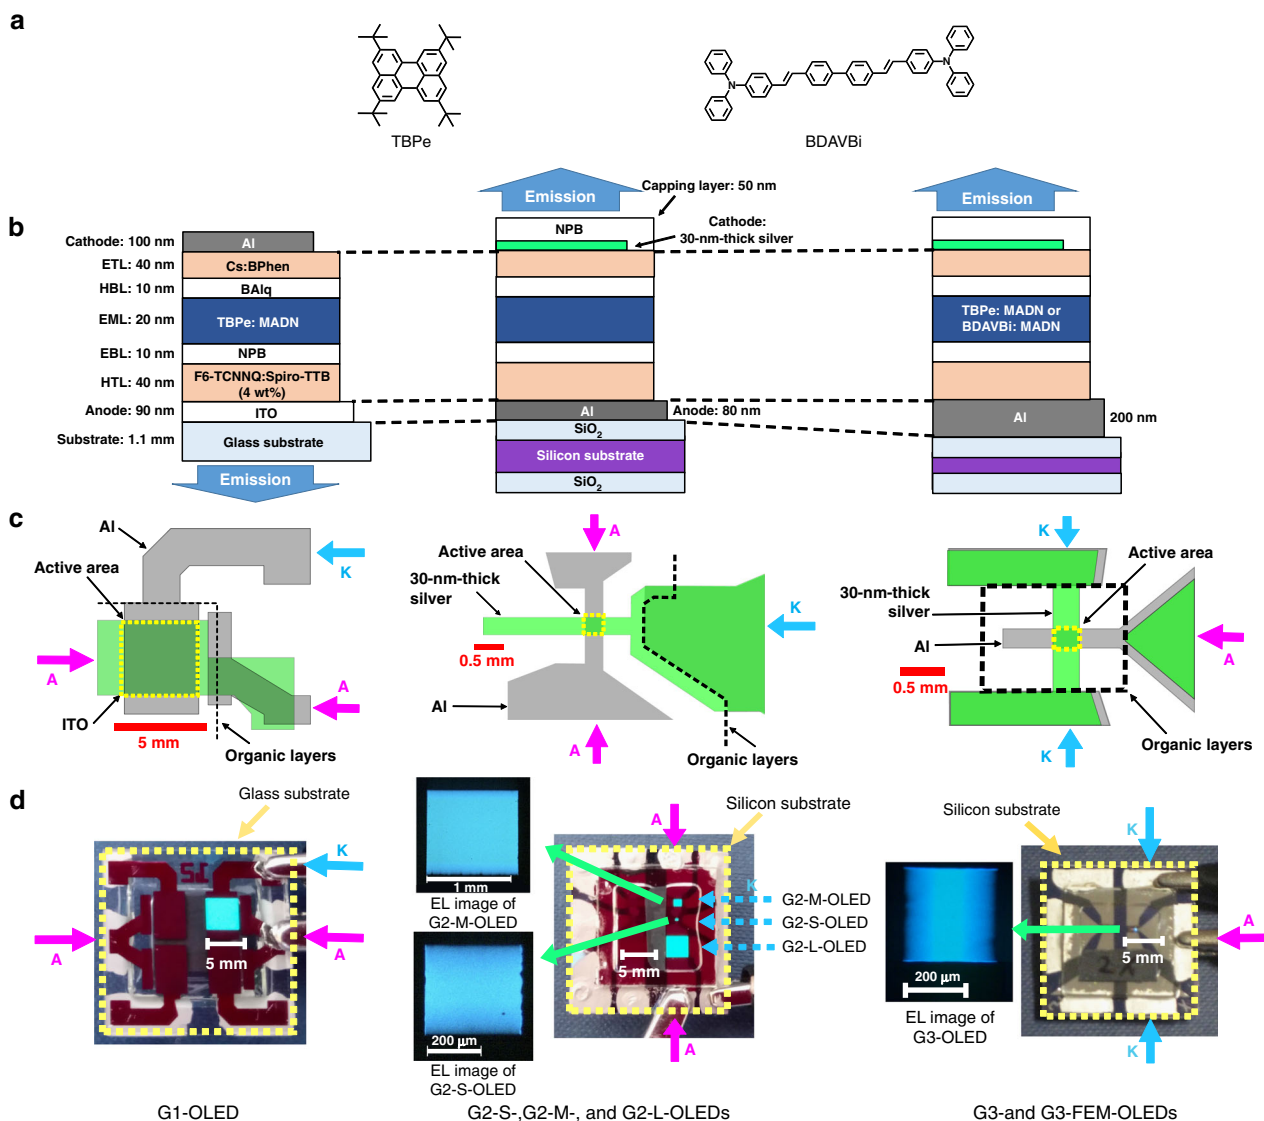 a
TBPe
BDAVBi
N
N
b
Emission
Emission
Capping layer: 50 nm
NPB
Cathode:
30-nm-thick silver
Cathode: 100 nm
Al
ETL: 40 nm
Cs:BPhen
HBL: 10 nm
BAlq
EML: 20 nm
TBPe: MADN
TBPe: MADN or
BDAVBi: MADN
EBL: 10 nm
NPB
HTL: 40 nm
F6-TCNNQ:Spiro-TTB
(4 wt%)
Anode: 90 nm
ITO
Al
Anode: 80 nm
Al
200 nm
Substrate: 1.1 mm
Glass substrate
SiO2
Silicon substrate
SiO2
Emission
c
Al
K
Active area
A
A
ITO
5 mm
Organic layers
A
Active area
30-nm-thick
silver
K
0.5 mm
Al
A
Organic layers
K
Active area
30-nm-thick
silver
Al
A
0.5 mm
K
Organic layers
d
Glass substrate
K
A
A
5 mm
Silicon substrate
A
1 mm
EL image of
G2-M-OLED
K
G2-M-OLED
G2-S-OLED
G2-L-OLED
5 mm
200 µm
EL image of
G2-S-OLED
A
Silicon substrate
K
A
5 mm
200 µm
EL image of
G3-OLED
K
G1-OLED
G2-S-,G2-M-, and G2-L-OLEDs
G3-and G3-FEM-OLEDs